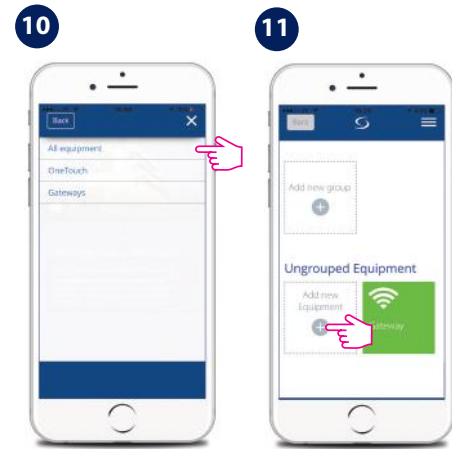 10
11
Back
All equipment
OneTouch
Gateways
Back
Add new group
Ungrouped Equipment
Add new
Equipment
Gateway